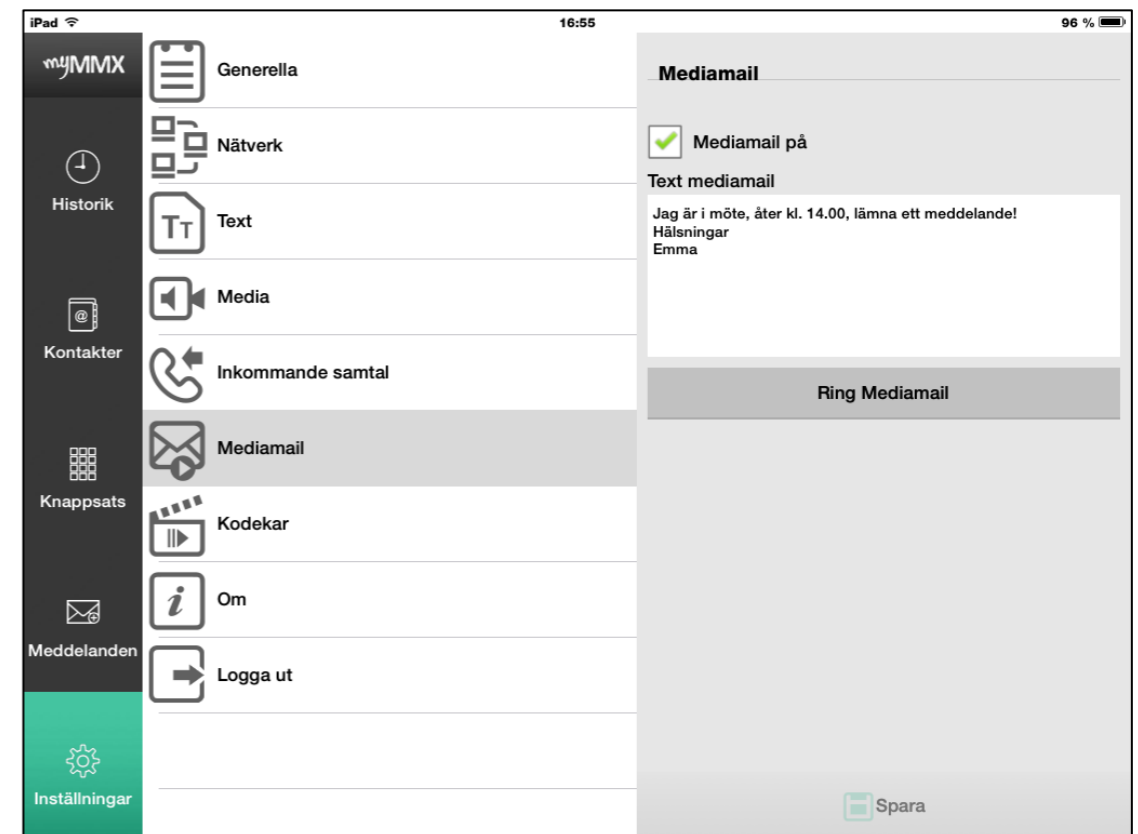 iPad
16:55
96 %
myMMX
Historik
Kontakter
Knappsats
Meddelanden
Inställningar
Generella
Nätverk
Text
Media
Inkommande samtal
Mediamail
Kodekar
Om
Logga ut
Mediamail
Mediamail på
Text mediamail
Jag är i möte, åter kl. 14.00, lämna ett meddelande!
Hälsningar
Emma
Ring Mediamail
Spara